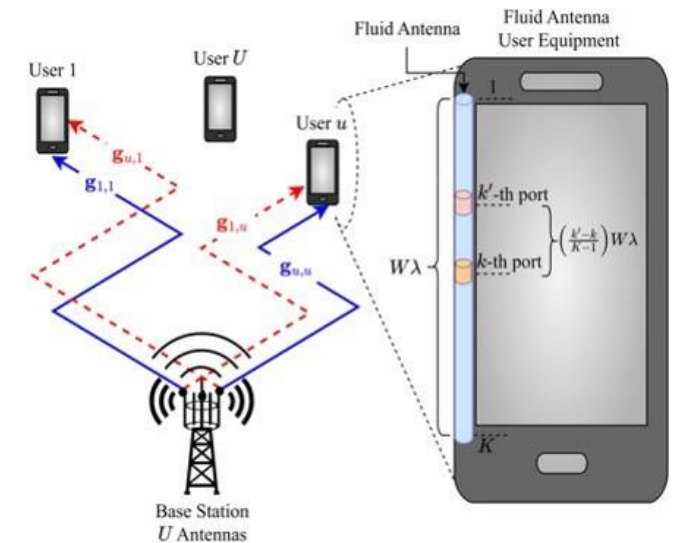 Fluid Antenna
User Equipment
Fluid Antenna
User 1
User U
User u
g_{u,1}
g_{1,1}
g_{1,u}
g_{u,u}
1
k′-th port
k-th port
(k′−k/K−1)Wλ
Wλ
K
Base Station
U Antennas